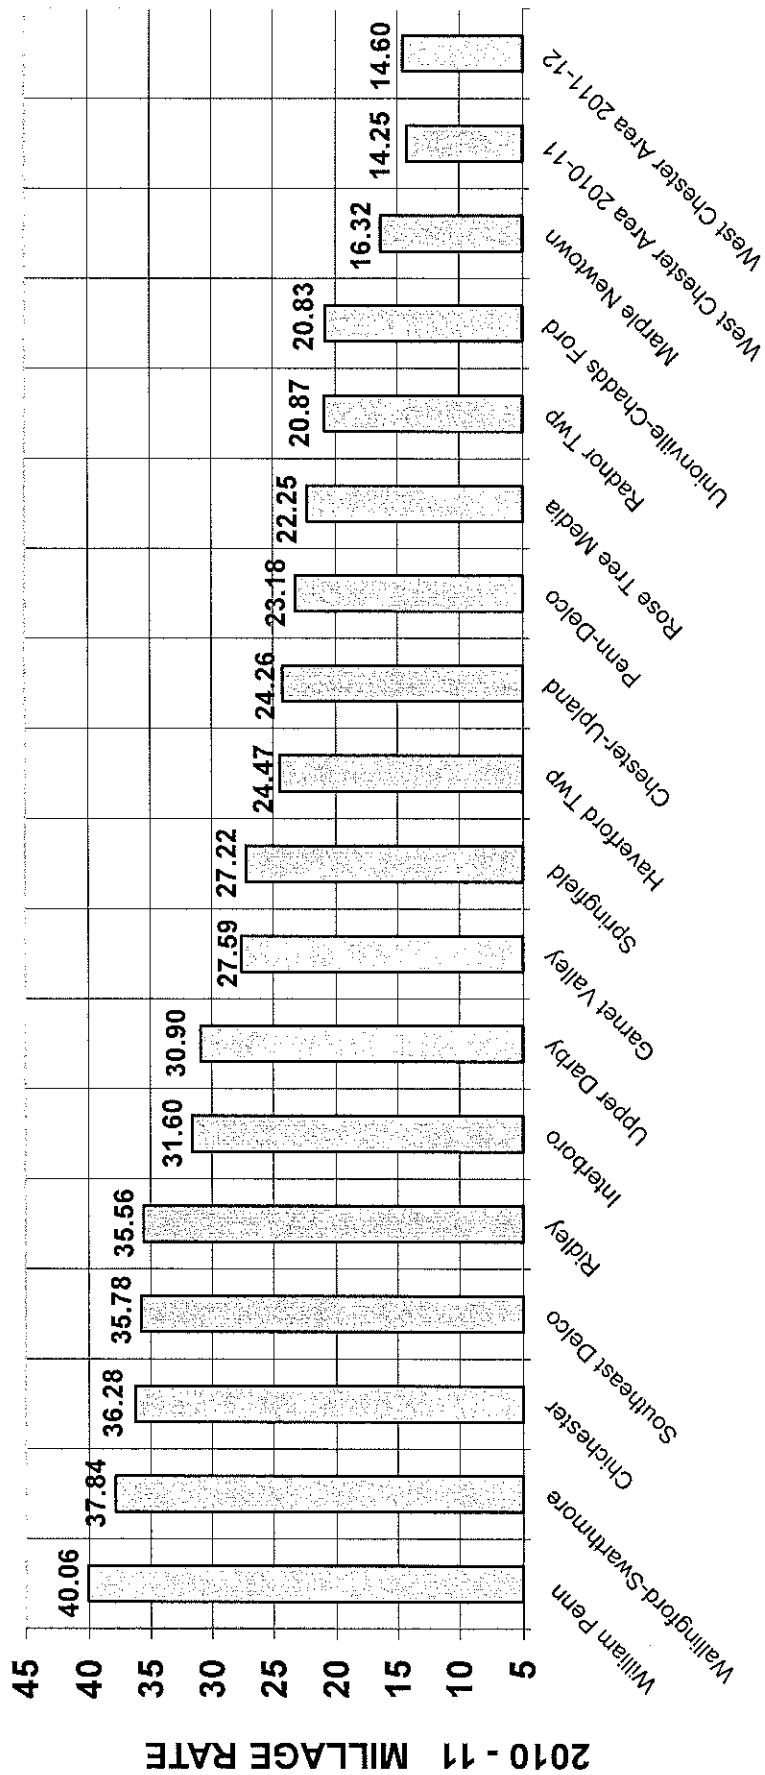 2010 - 11 MILLAGE RATE
45
40
35
30
25
20
15
10
5
40.06
37.84
36.28
35.78
35.56
31.60
30.90
27.59
27.22
24.47
24.26
23.18
22.25
20.87
20.83
16.32
14.25
14.60
William Penn
Wallingford-Swarthmore
Chichester
Southeast Delco
Ridley
Interboro
Upper Darby
Garnet Valley
Springfield
Haverford Twp
Chester-Upland
Penn-Delco
Rose Tree Media
Radnor Twp
Unionville-Chadds Ford
Marple Newtown
West Chester Area 2010-11
West Chester Area 2011-12